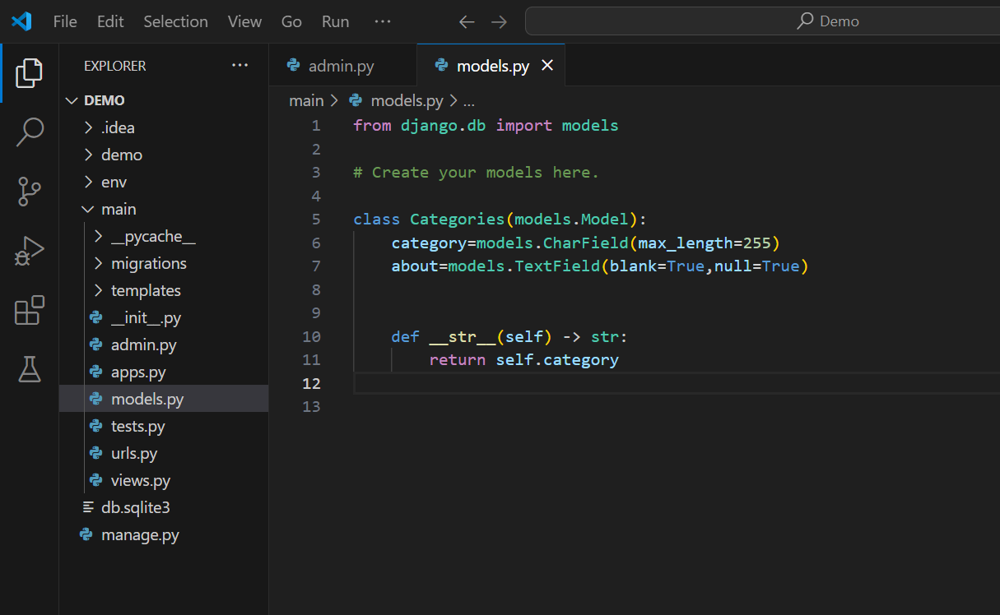 File Edit Selection View Go Run ··· Demo
EXPLORER ···
DEMO
.idea
demo
env
main
__pycache__
migrations
templates
__init__.py
admin.py
apps.py
models.py
tests.py
urls.py
views.py
db.sqlite3
manage.py
admin.py models.py
main > models.py > ...
1 from django.db import models
2
3 # Create your models here.
4
5 class Categories(models.Model):
6     category=models.CharField(max_length=255)
7     about=models.TextField(blank=True,null=True)
8
9
10     def __str__(self) -> str:
11         return self.category
12
13